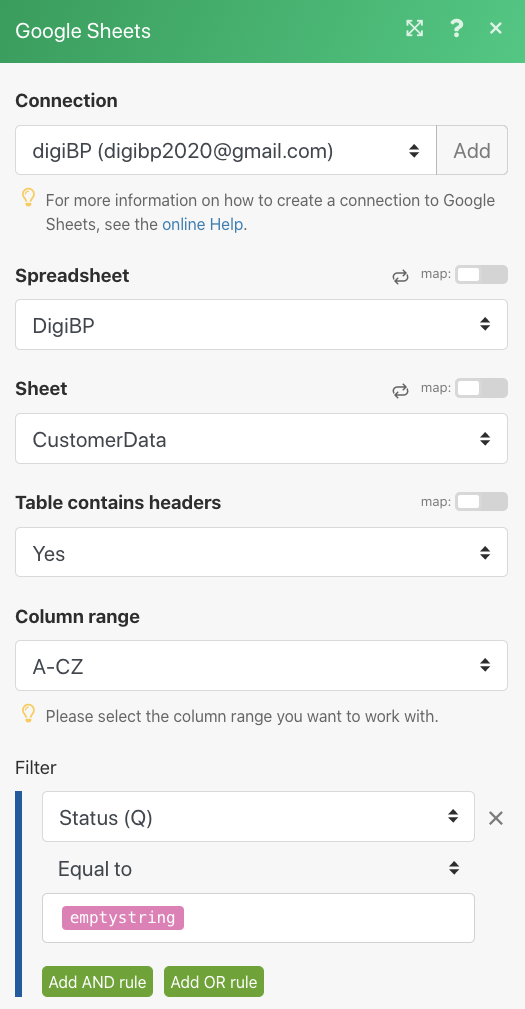 Google Sheets
Connection
digiBP (digibp2020@gmail.com)
Add
For more information on how to create a connection to Google
Sheets, see the online Help.
Spreadsheet
map:
DigiBP
Sheet
map:
CustomerData
Table contains headers
map:
Yes
Column range
A-CZ
Please select the column range you want to work with.
Filter
Status (Q)
Equal to
emptystring
Add AND rule
Add OR rule